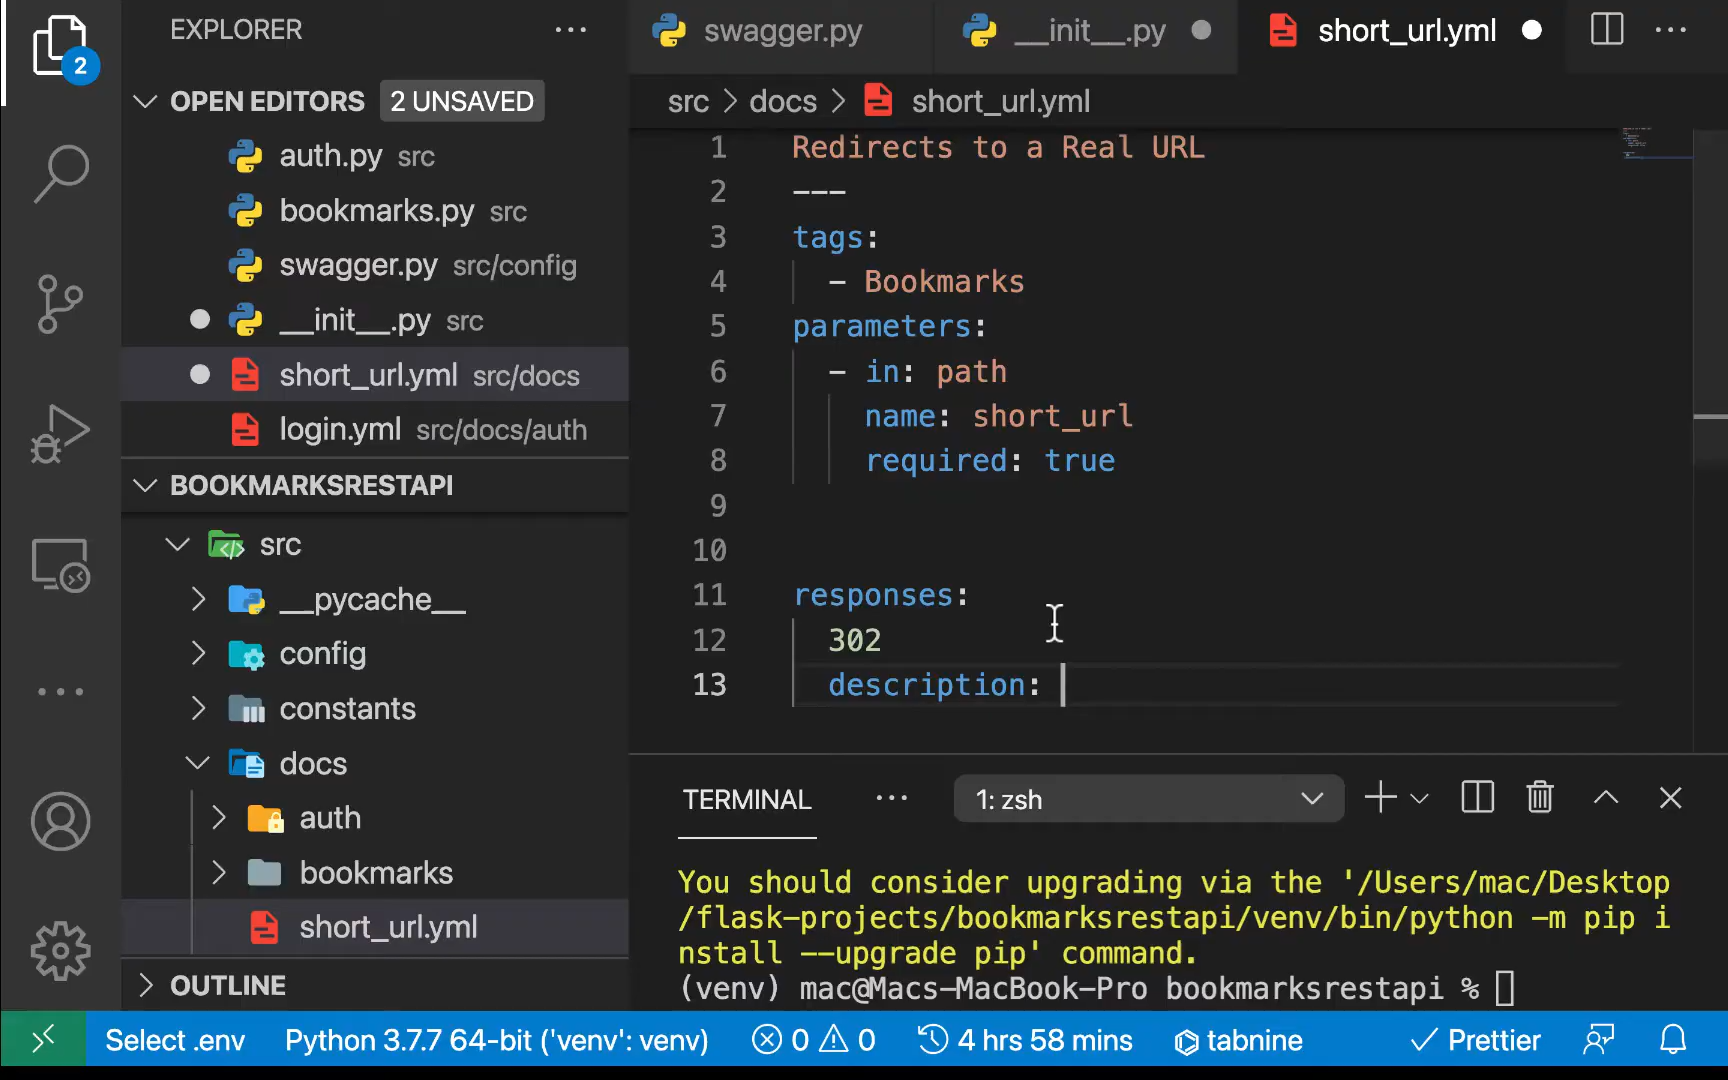 EXPLORER
2
OPEN EDITORS 2 UNSAVED
auth.py src
bookmarks.py src
swagger.py src/config
__init__.py src
short_url.yml src/docs
login.yml src/docs/auth
BOOKMARKSRESTAPI
src
__pycache__
config
constants
docs
auth
bookmarks
short_url.yml
OUTLINE
swagger.py __init__.py short_url.yml
src > docs > short_url.yml
1 Redirects to a Real URL
2 ---
3 tags:
4 - Bookmarks
5 parameters:
6 - in: path
7 name: short_url
8 required: true
9
10
11 responses:
12 302
13 description:
TERMINAL 1: zsh
You should consider upgrading via the '/Users/mac/Desktop
/flask-projects/bookmarksrestapi/venv/bin/python -m pip i
nstall --upgrade pip' command.
(venv) mac@Macs-MacBook-Pro bookmarksrestapi %
Select .env Python 3.7.7 64-bit ('venv': venv) 0 0 4 hrs 58 mins tabnine Prettier